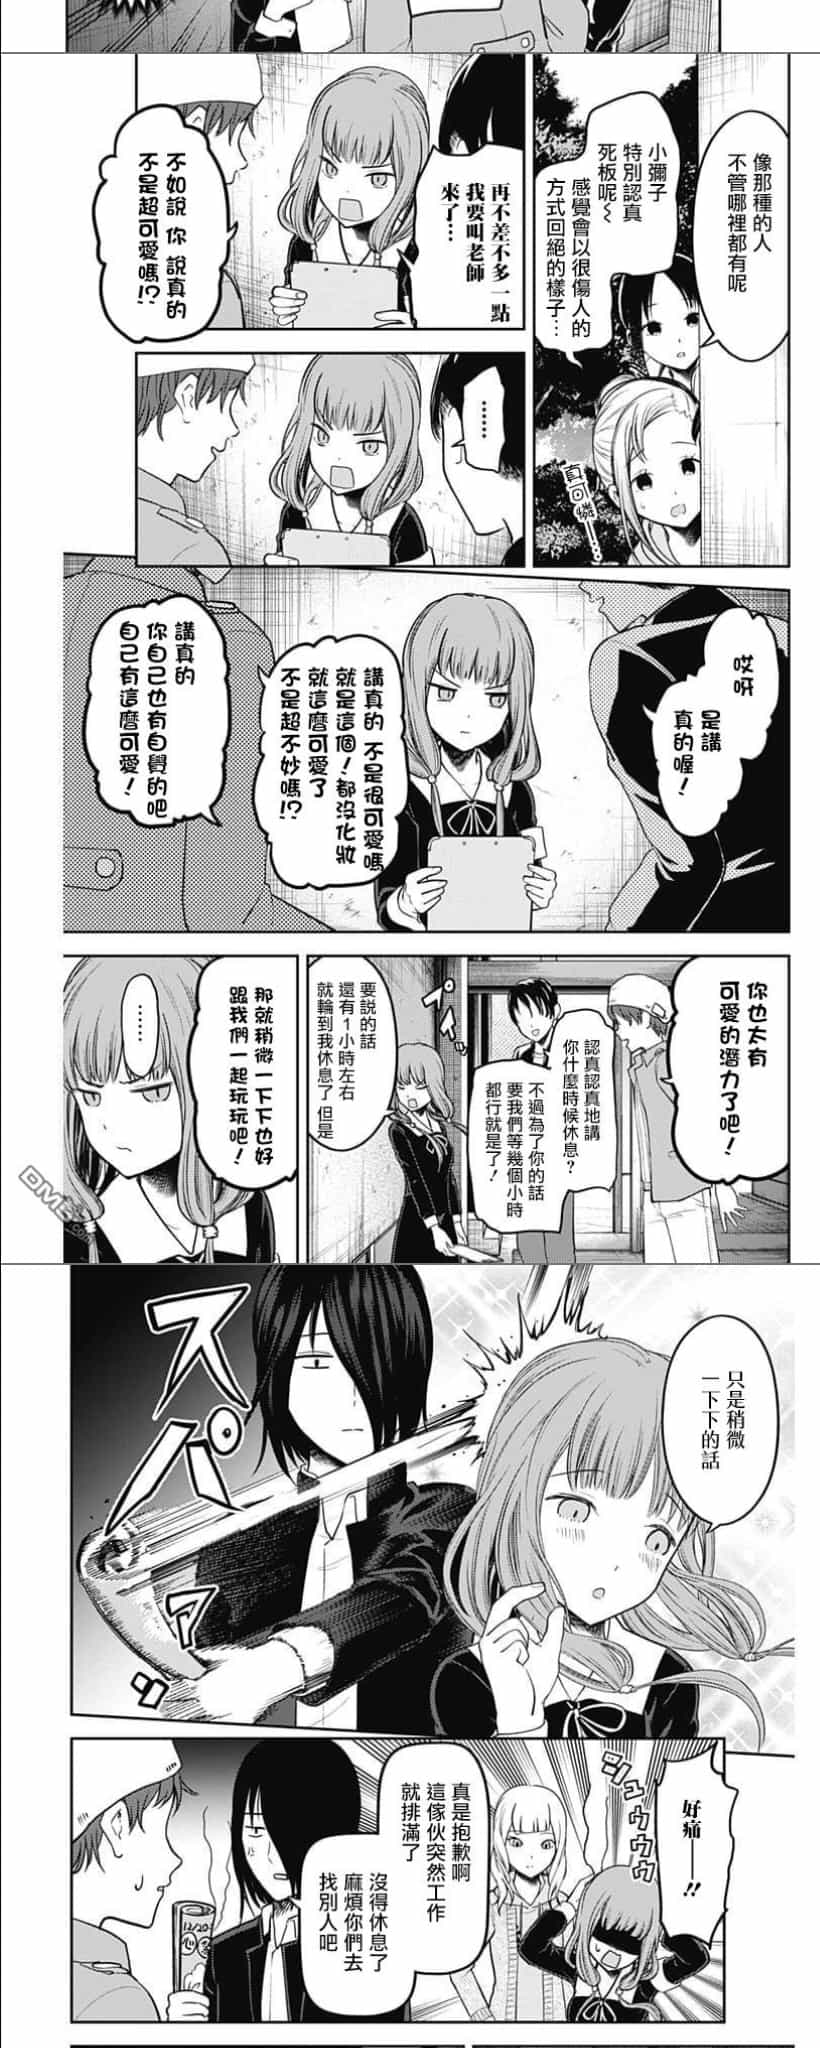 像那種的人
不管哪裡都有呢
小彌子
特別認真
死板呢~
感覺會以很傷人的
方式回絕的樣子…
真可憐……
再不差不多一點
我要叫老師
來了…
不如說 你 說真的
不是超可愛嗎!?
……
哎呀
是講
真的喔！
講真的 不是很可愛嗎
就是這個！都沒化妝
就這麼可愛了
不是超不妙嗎!?
講真的
你自己也有自覺的吧
自己有這麼可愛！
你也太有
可愛的潛力了吧！
認真認真地講
你什麼時候休息？
不過為了你的話
要我們等幾個小時
都行就是了！
パイッ
要說的話
還有1小時左右
就輪到我休息了 但是
那就稍微一下下也好
跟我們一起玩玩吧！
……
只是稍微
一下下的話
スパァンッ
好痛——!!
シュウウウウ
真是抱歉啊
這傢伙突然工作
就排滿了
沒得休息了
麻煩你們去
找別人吧
12/20